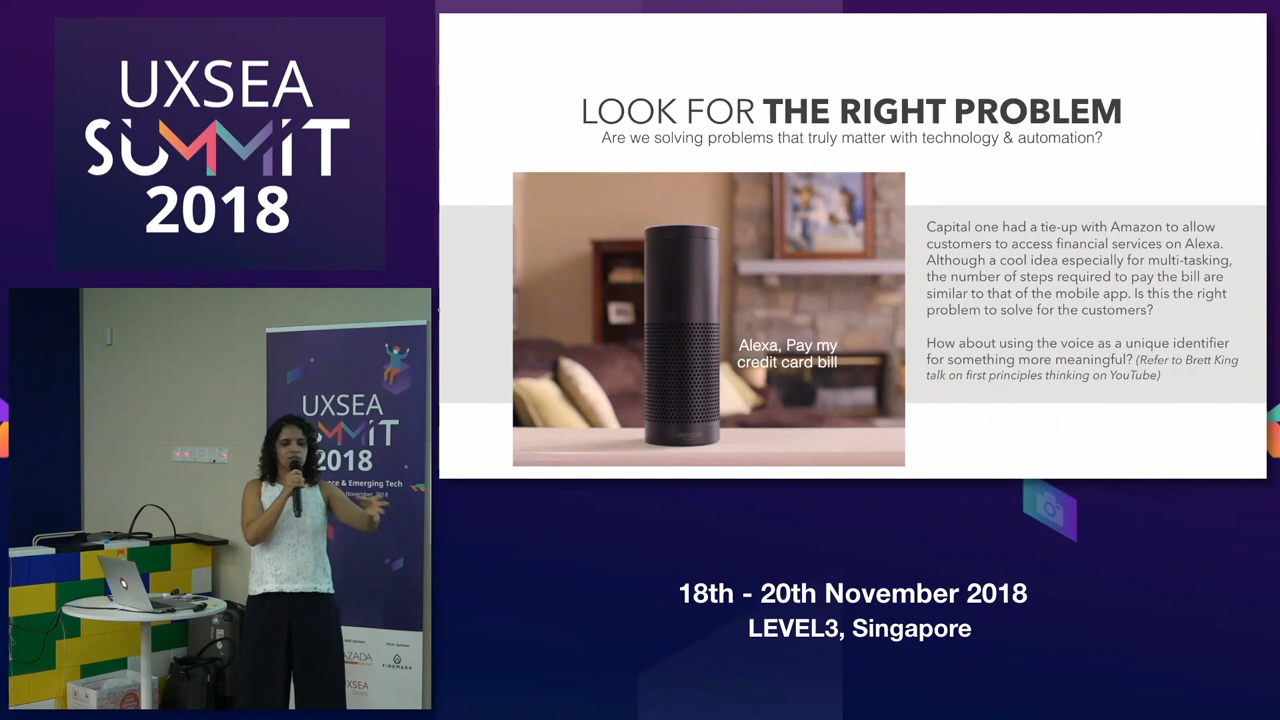 UXSEA
SUMMIT
2018
LOOK FOR THE RIGHT PROBLEM
Are we solving problems that truly matter with technology & automation?
Alexa, Pay my
credit card bill
Capital one had a tie-up with Amazon to allow
customers to access financial services on Alexa.
Although a cool idea especially for multi-tasking,
the number of steps required to pay the bill are
similar to that of the mobile app. Is this the right
problem to solve for the customers?
How about using the voice as a unique identifier
for something more meaningful? (Refer to Brett King
talk on first principles thinking on YouTube)
UXSEA
2018
& Emerging Tech
November, 2018
FIREMARK
18th - 20th November 2018
LEVEL3, Singapore